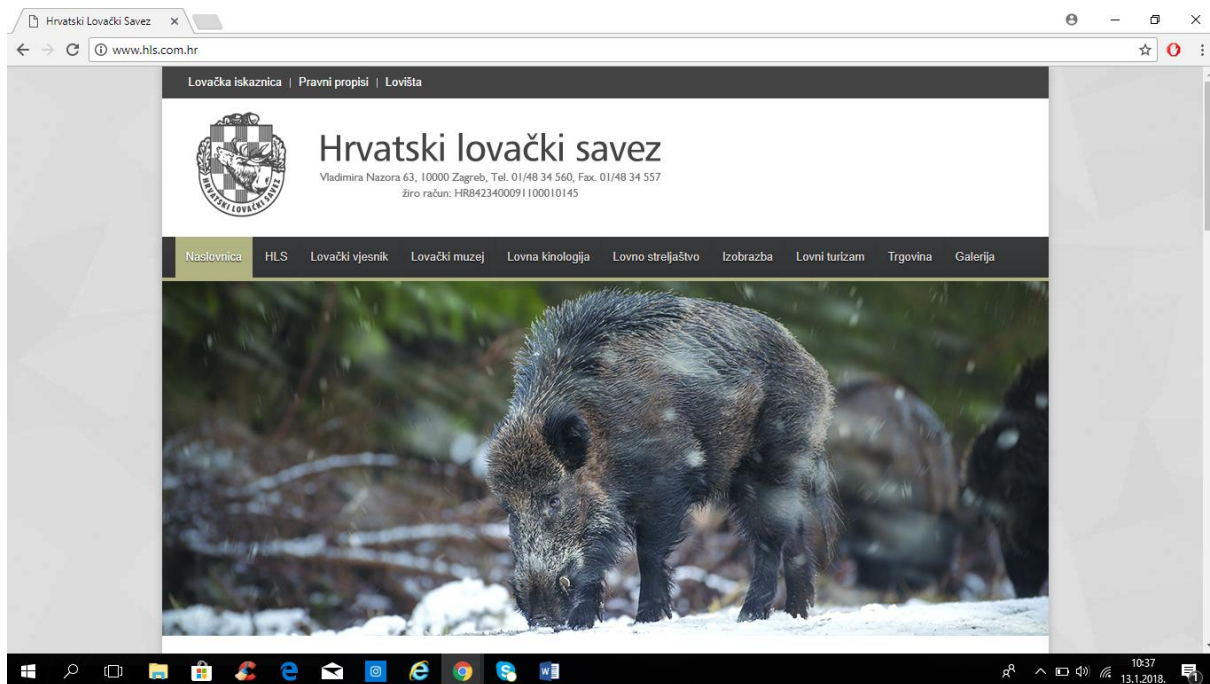 Hrvatski Lovački Savez
www.hls.com.hr
Lovačka iskaznica | Pravni propisi | Lovišta
HRVATSKI LOVAČKI SAVEZ
Hrvatski lovački savez
Vladimira Nazora 63, 10000 Zagreb, Tel. 01/48 34 560, Fax. 01/48 34 557
žiro račun: HR8423400091100010145
Naslovnica HLS Lovački vjesnik Lovački muzej Lovna kinologija Lovno streljaštvo Izobrazba Lovni turizam Trgovina Galerija
10:37
13.1.2018.
1